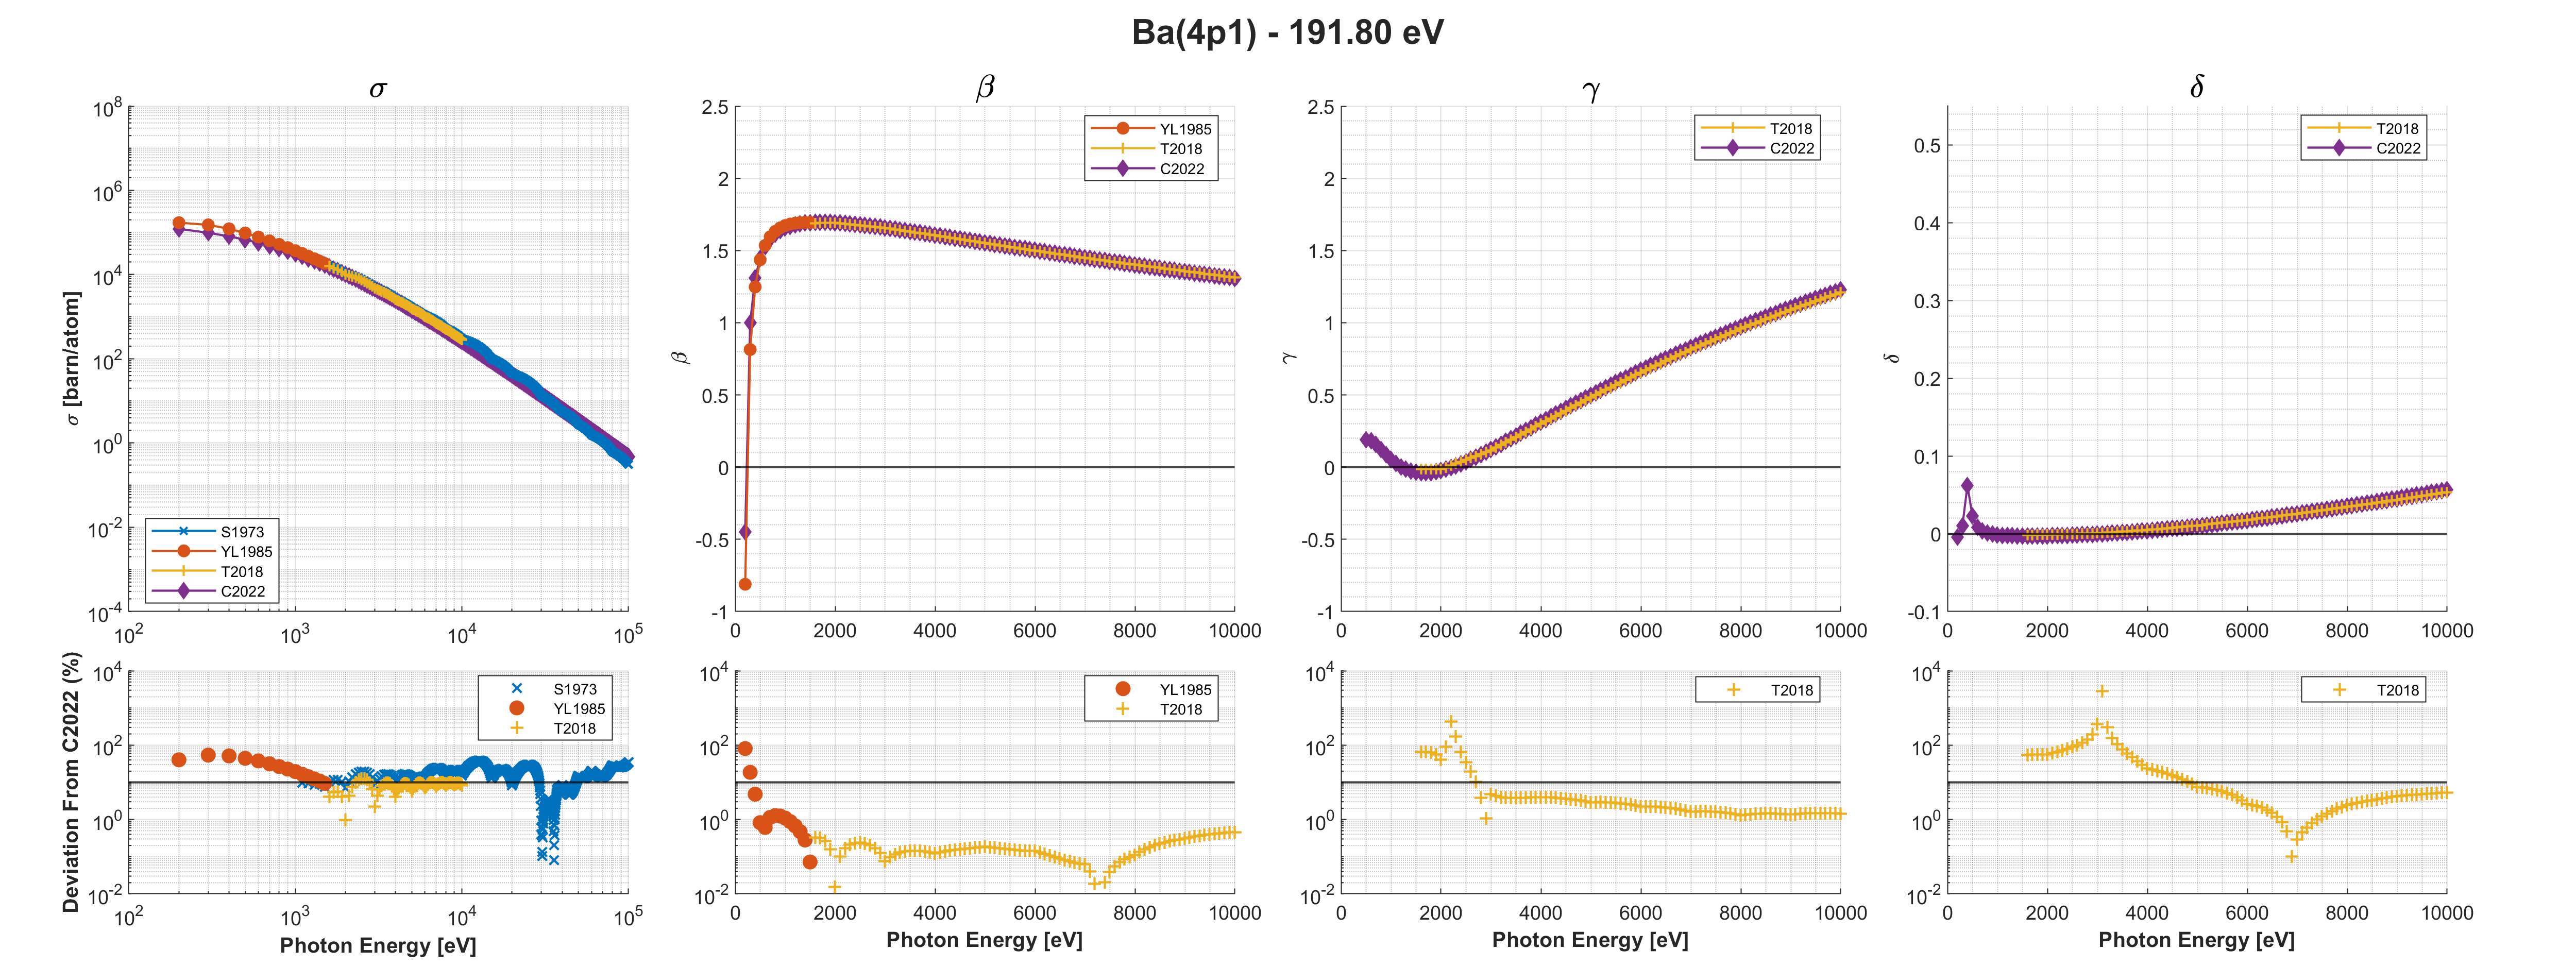 Ba(4p1) - 191.80 eV
σ
σ [barn/atom]
10^8
10^6
10^4
10^2
10^0
10^-2
10^-4
10^2 10^3 10^4 10^5
S1973
YL1985
T2018
C2022
β
β
2.5
2
1.5
1
0.5
0
-0.5
-1
0 2000 4000 6000 8000 10000
YL1985
T2018
C2022
γ
γ
2.5
2
1.5
1
0.5
0
-0.5
-1
0 2000 4000 6000 8000 10000
T2018
C2022
δ
δ
0.5
0.4
0.3
0.2
0.1
0
-0.1
0 2000 4000 6000 8000 10000
T2018
C2022
Deviation From C2022 (%)
10^4
10^2
10^0
10^-2
10^2 10^3 10^4 10^5
Photon Energy [eV]
S1973
YL1985
T2018
10^4
10^2
10^0
10^-2
0 2000 4000 6000 8000 10000
Photon Energy [eV]
YL1985
T2018
10^4
10^2
10^0
10^-2
0 2000 4000 6000 8000 10000
Photon Energy [eV]
T2018
10^4
10^2
10^0
10^-2
0 2000 4000 6000 8000 10000
Photon Energy [eV]
T2018